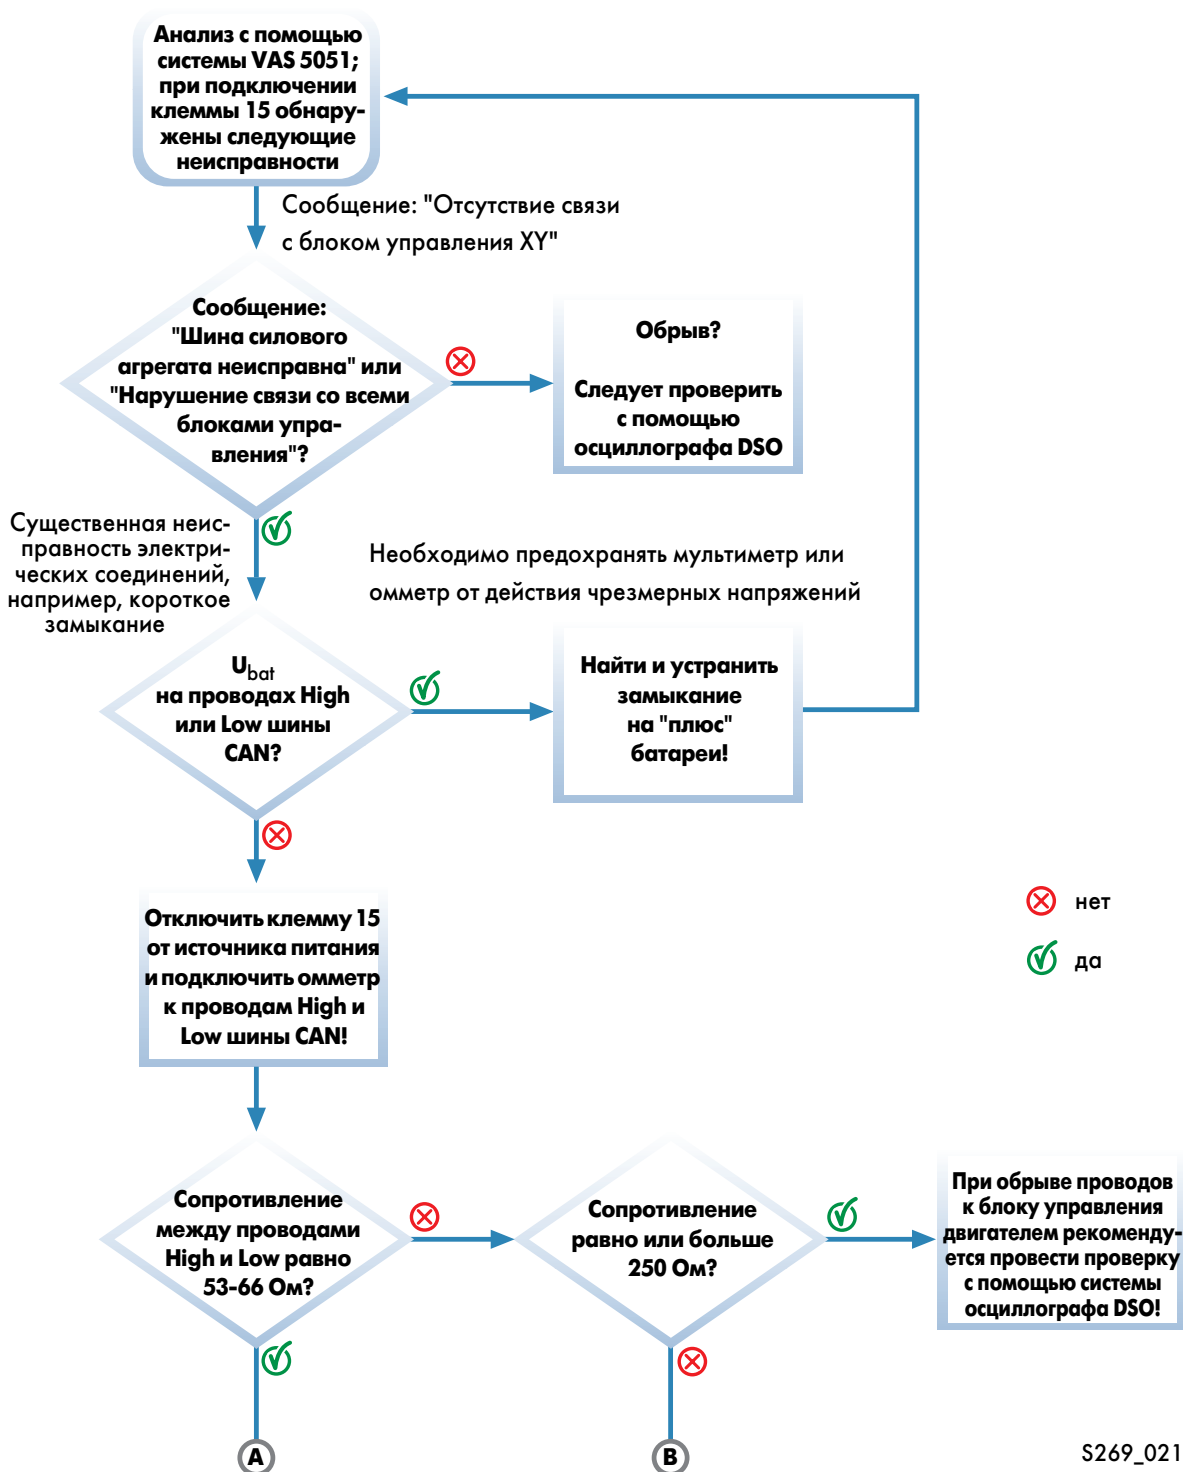 Анализ с помощью
системы VAS 5051;
при подключении
клеммы 15 обнару-
жены следующие
неисправности
Сообщение: "Отсутствие связи
с блоком управления XY"
Сообщение:
"Шина силового
агрегата неисправна" или
"Нарушение связи со всеми
блоками упра-
вления"?
Обрыв?
Следует проверить
с помощью
осциллографа DSO
Существенная неис-
правность электри-
ческих соединений,
например, короткое
замыкание
Необходимо предохранять мультиметр или
омметр от действия чрезмерных напряжений
Ubat
на проводах High
или Low шины
CAN?
Найти и устранить
замыкание
на "плюс"
батареи!
Отключить клемму 15
от источника питания
и подключить омметр
к проводам High и
Low шины CAN!
нет
да
Сопротивление
между проводами
High и Low равно
53-66 Ом?
Сопротивление
равно или больше
250 Ом?
При обрыве проводов
к блоку управления
двигателем рекоменду-
ется провести проверку
с помощью системы
осциллографа DSO!
A
B
S269_021